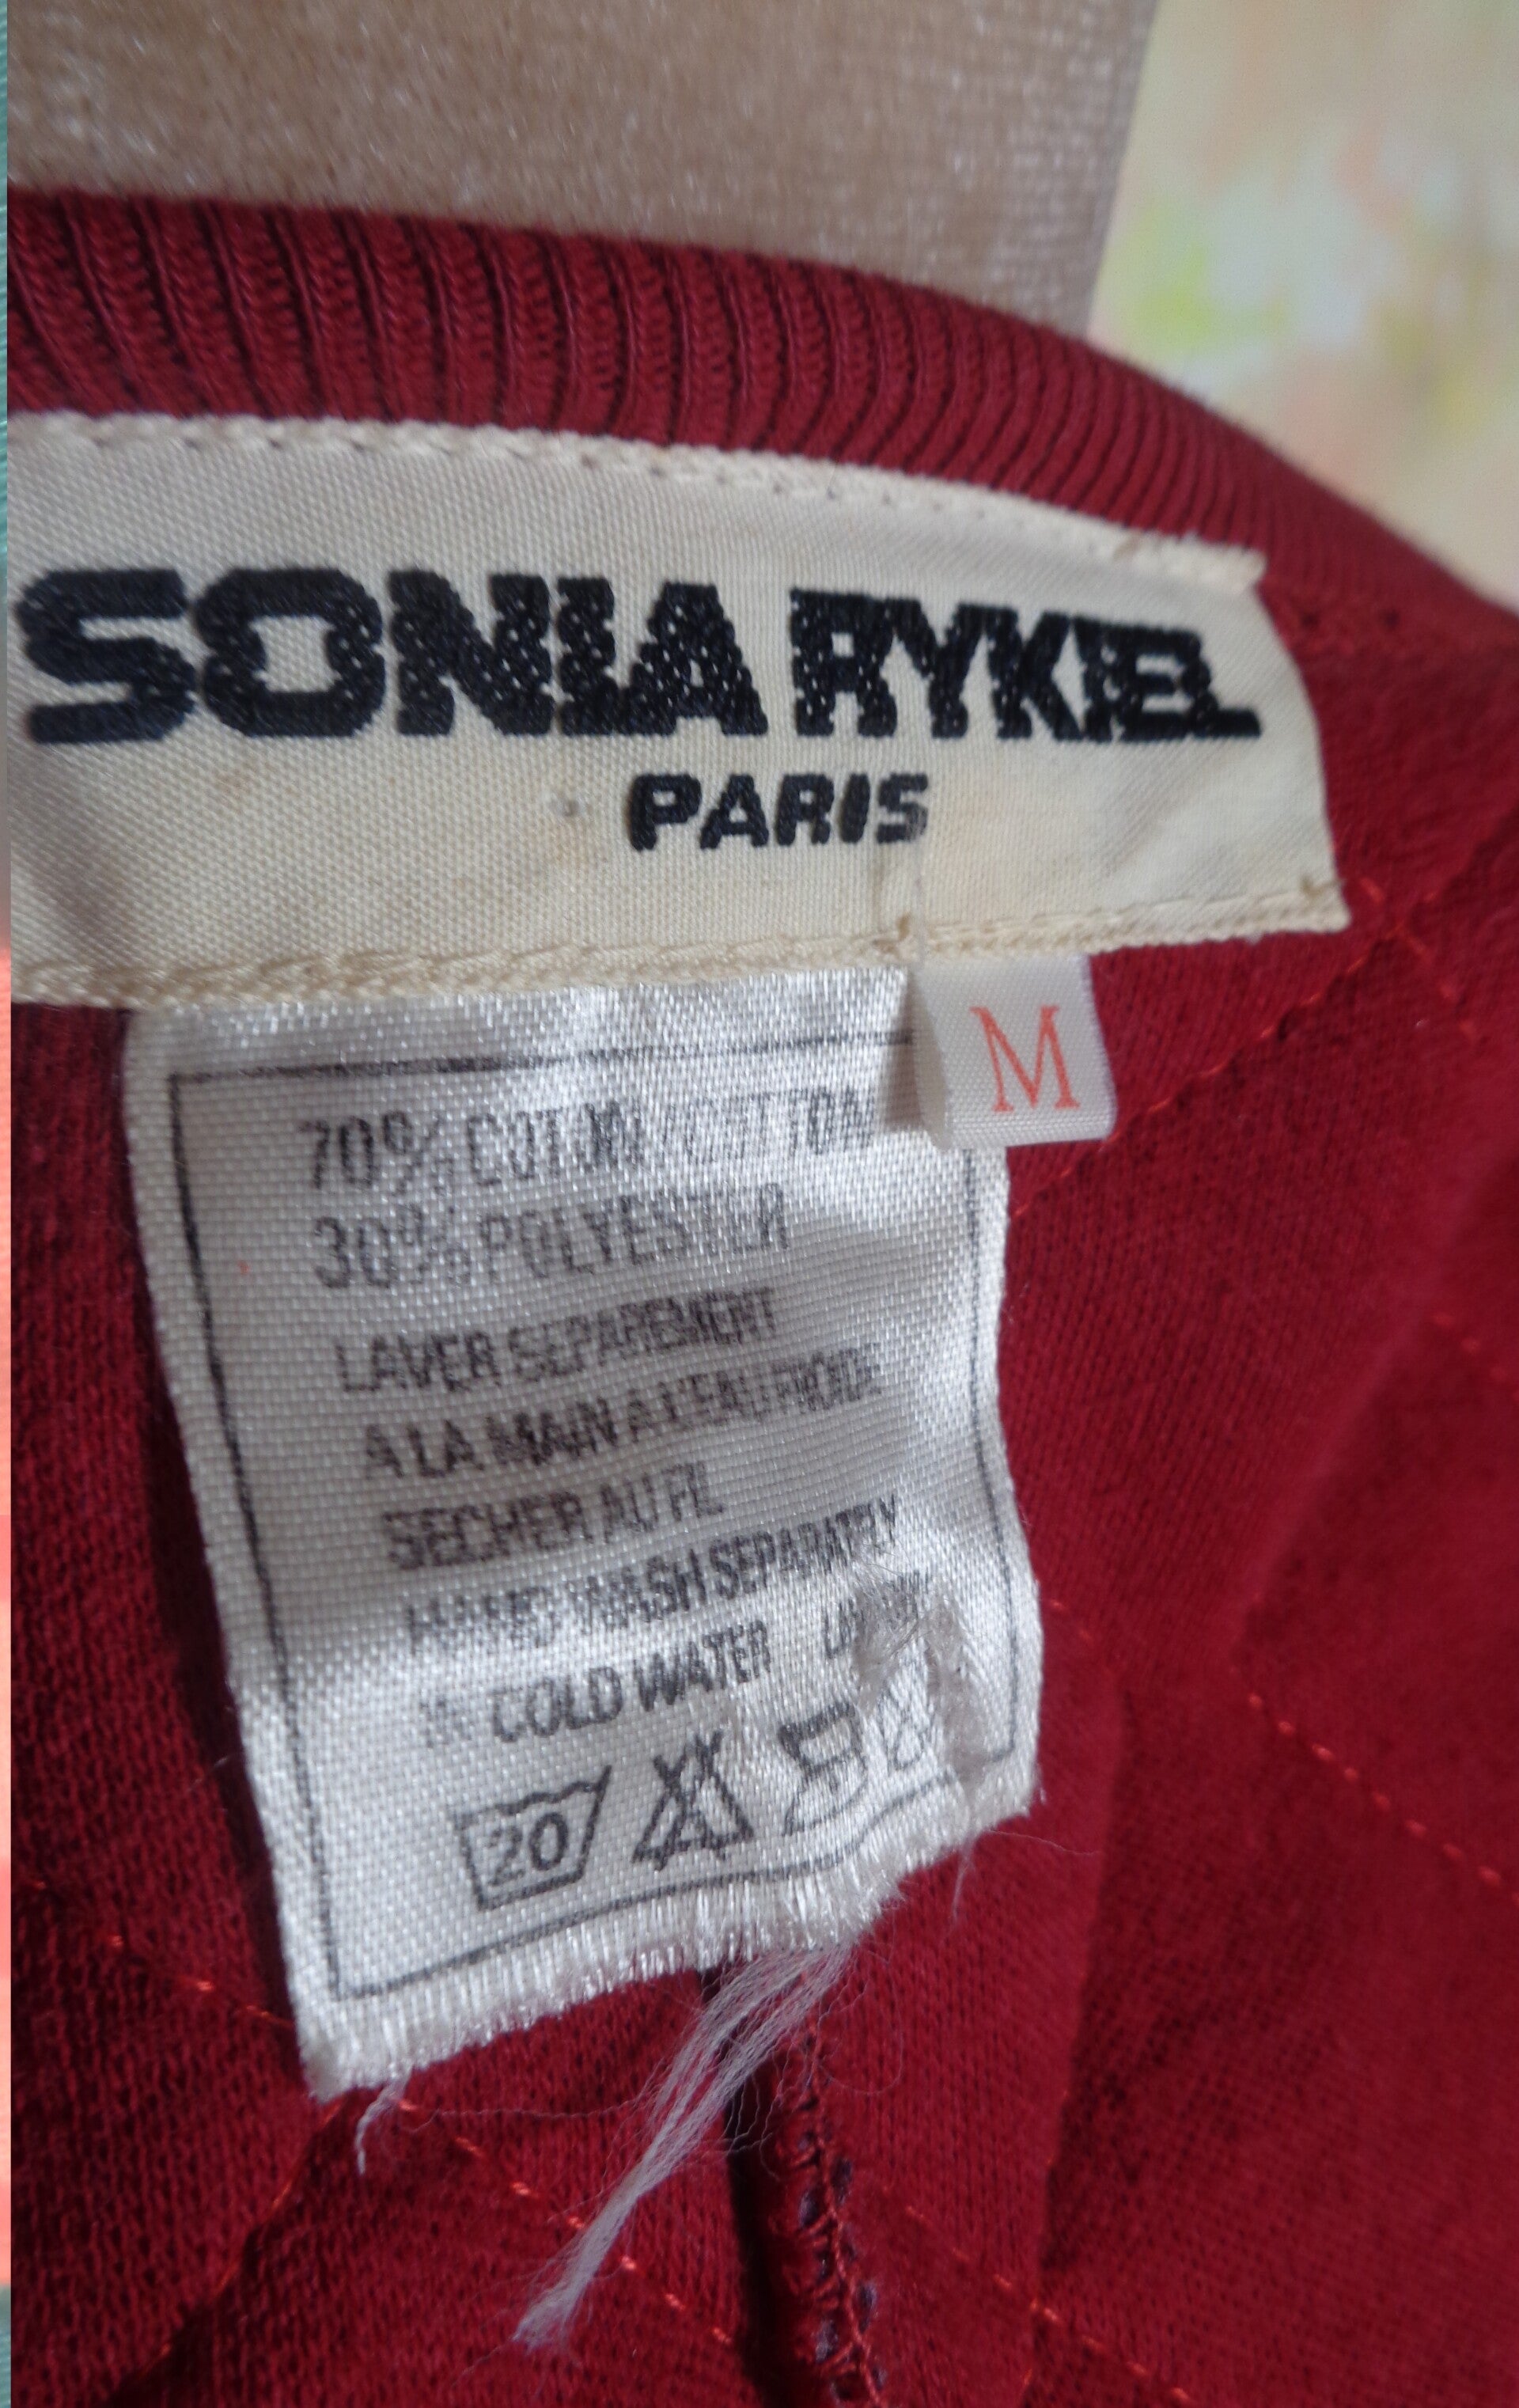 SONIA RYKIEL
PARIS
M
70% COTON/COTTON
30% POLYESTER
LAVER SEPAREMENT
A LA MAIN A L'EAU FROIDE
SECHER AU FIL
HAND WASH SEPARATELY
IN COLD WATER
20